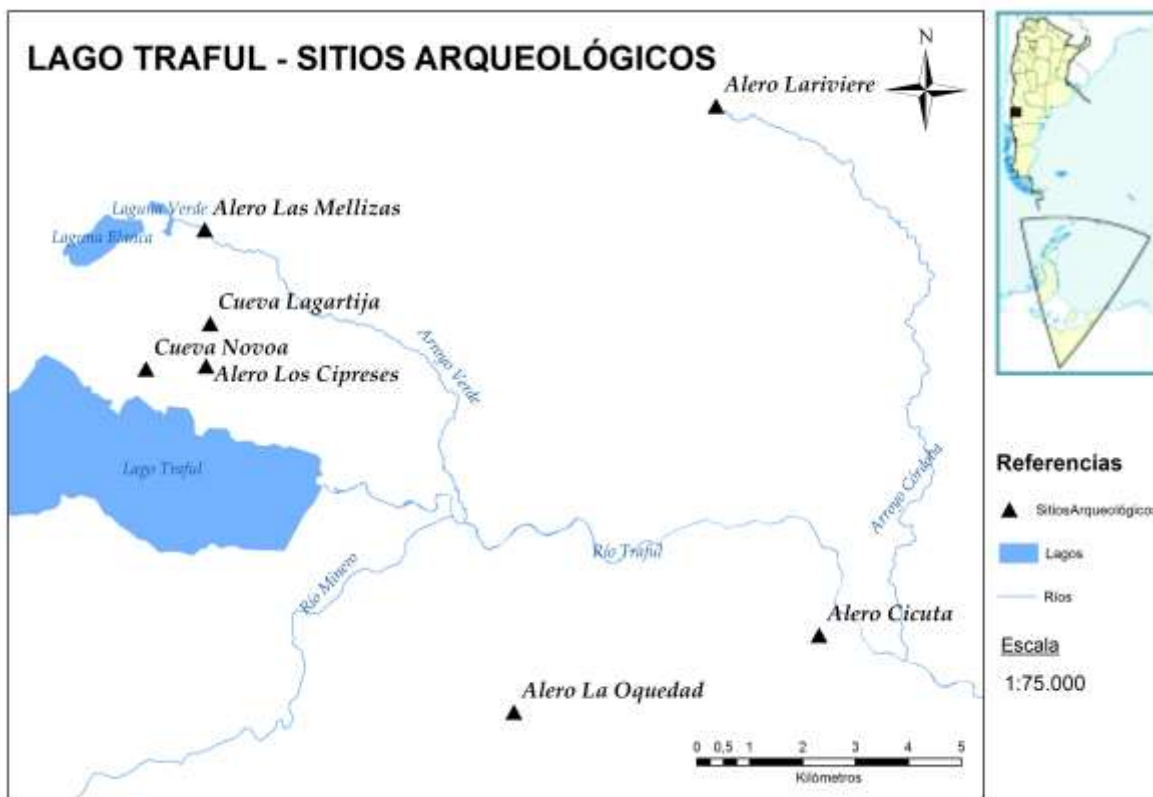 LAGO TRAFUL - SITIOS ARQUEOLÓGICOS
N
Alero Lariviere
Laguna Verde
Alero Las Mellizas
Laguna Blanca
Cueva Lagartija
Cueva Novoa
Alero Los Cipreses
Arroyo Verde
Lago Traful
Arroyo Córdoba
Río Traful
Río Minero
Alero Cicuta
Alero La Oquedad
0 0,5 1 2 3 4 5
Kilómetros
Referencias
SitiosArqueológicos
Lagos
Ríos
Escala
1:75.000